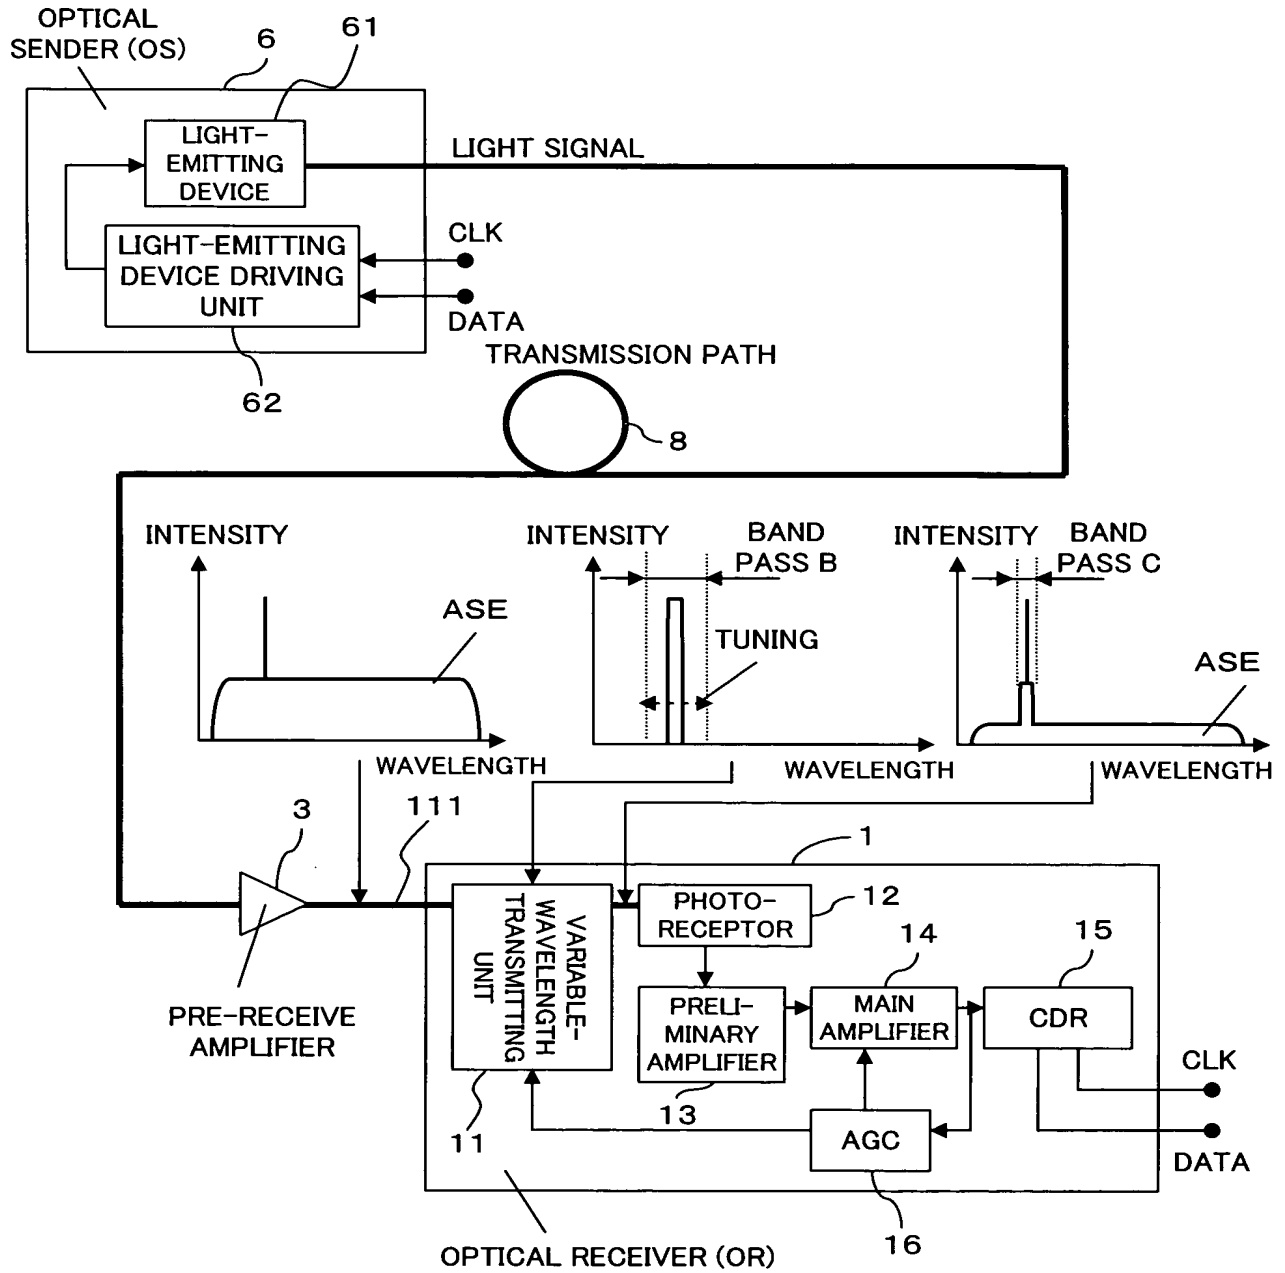 OPTICAL
SENDER (OS)
6
61
LIGHT-
EMITTING
DEVICE
LIGHT SIGNAL
LIGHT-EMITTING
DEVICE DRIVING
UNIT
CLK
DATA
62
TRANSMISSION PATH
8
INTENSITY
ASE
WAVELENGTH
INTENSITY
BAND
PASS B
TUNING
WAVELENGTH
INTENSITY
BAND
PASS C
ASE
WAVELENGTH
3
111
1
PRE-RECEIVE
AMPLIFIER
VARIABLE-
WAVELENGTH
TRANSMITTING
UNIT
11
PHOTO-
RECEPTOR
12
PRELI-
MINARY
AMPLIFIER
13
MAIN
AMPLIFIER
14
CDR
15
AGC
16
CLK
DATA
OPTICAL RECEIVER (OR)